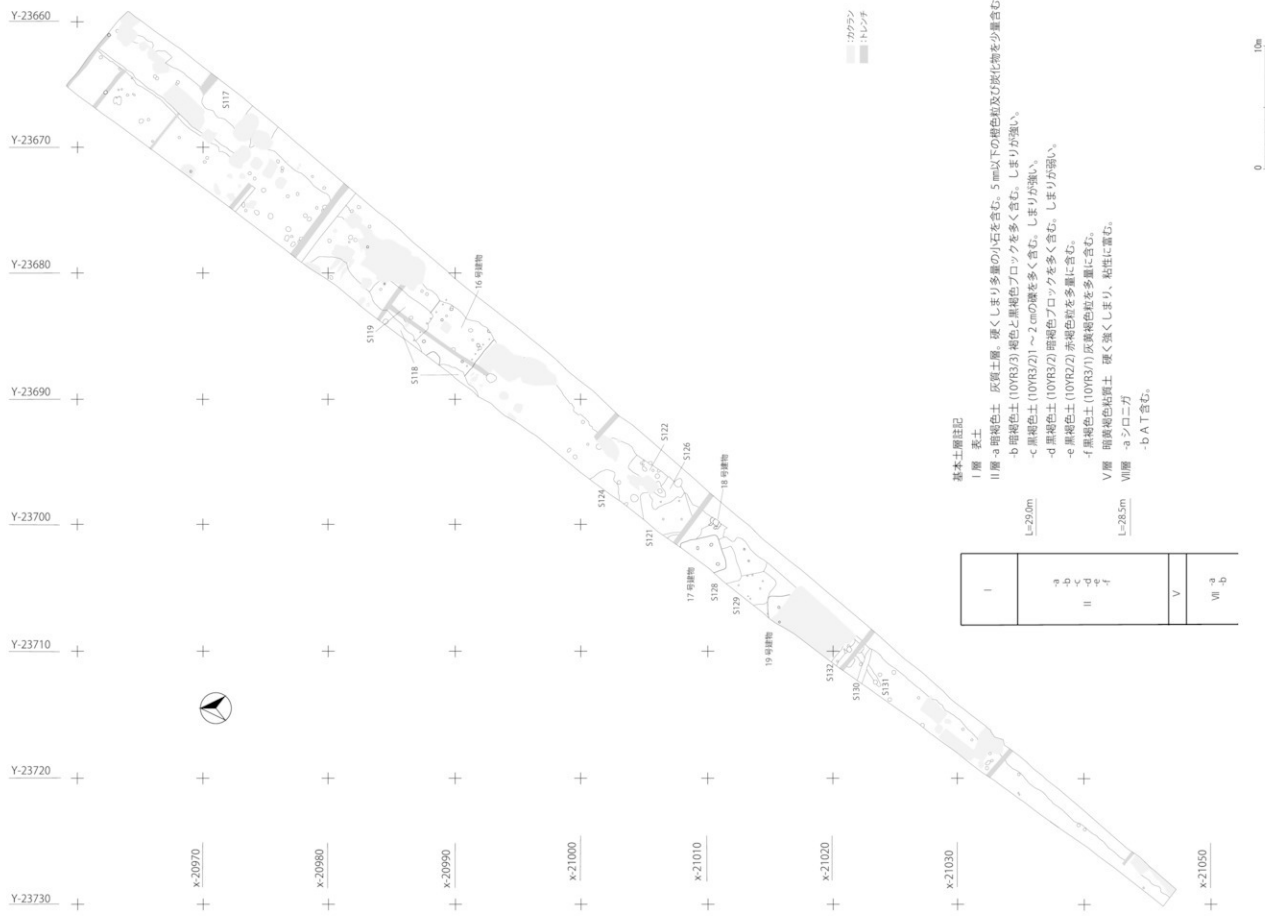 Y-23660
Y-23670
Y-23680
Y-23690
Y-23700
Y-23710
Y-23720
Y-23730
x-20970
x-20980
x-20990
x-21000
x-21010
x-21020
x-21030
x-21050
S117
16 号建物
S119
S118
S122
S126
18 号建物
S124
S121
17 号建物
S128
S129
19 号建物
S132
S130
S131
:カクラン
:トレンチ
基本土層註記
I 層 表土
II 層 -a 暗褐色土 灰質土層。硬くしまり多量の小石を含む。5 mm以下の橙色粒及び炭化物を少量含む
-b 暗褐色土 (10YR3/3) 褐色と黒褐色ブロックを多く含む。しまりが強い。
-c 黒褐色土 (10YR3/2)1 ～ 2 cmの礫を多く含む。しまりが強い。
-d 黒褐色土 (10YR3/2) 暗褐色ブロックを多く含む。しまりが弱い。
-e 黒褐色土 (10YR2/2) 赤褐色粒を多量に含む。
-f 黒褐色土 (10YR3/1) 灰黄褐色粒を多量に含む。
V 層 暗黄褐色粘質土 硬く強くしまり、粘性に富む。
VII層 -a シロニガ
-b A T 含む。
L=29.0m
L=28.5m
I
II
-a
-b
-c
-d
-e
-f
V
VII -a
-b
0
10m